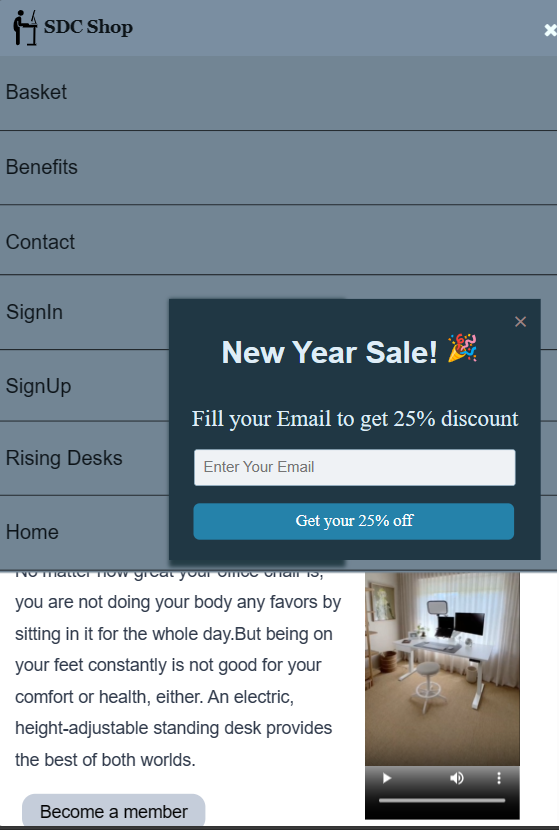 SDC Shop
Basket
Benefits
Contact
SignIn
SignUp
Rising Desks
Home
New Year Sale! 🎉
Fill your Email to get 25% discount
Enter Your Email
Get your 25% off
No matter how great your office chair is,
you are not doing your body any favors by
sitting in it for the whole day.But being on
your feet constantly is not good for your
comfort or health, either. An electric,
height-adjustable standing desk provides
the best of both worlds.
Become a member